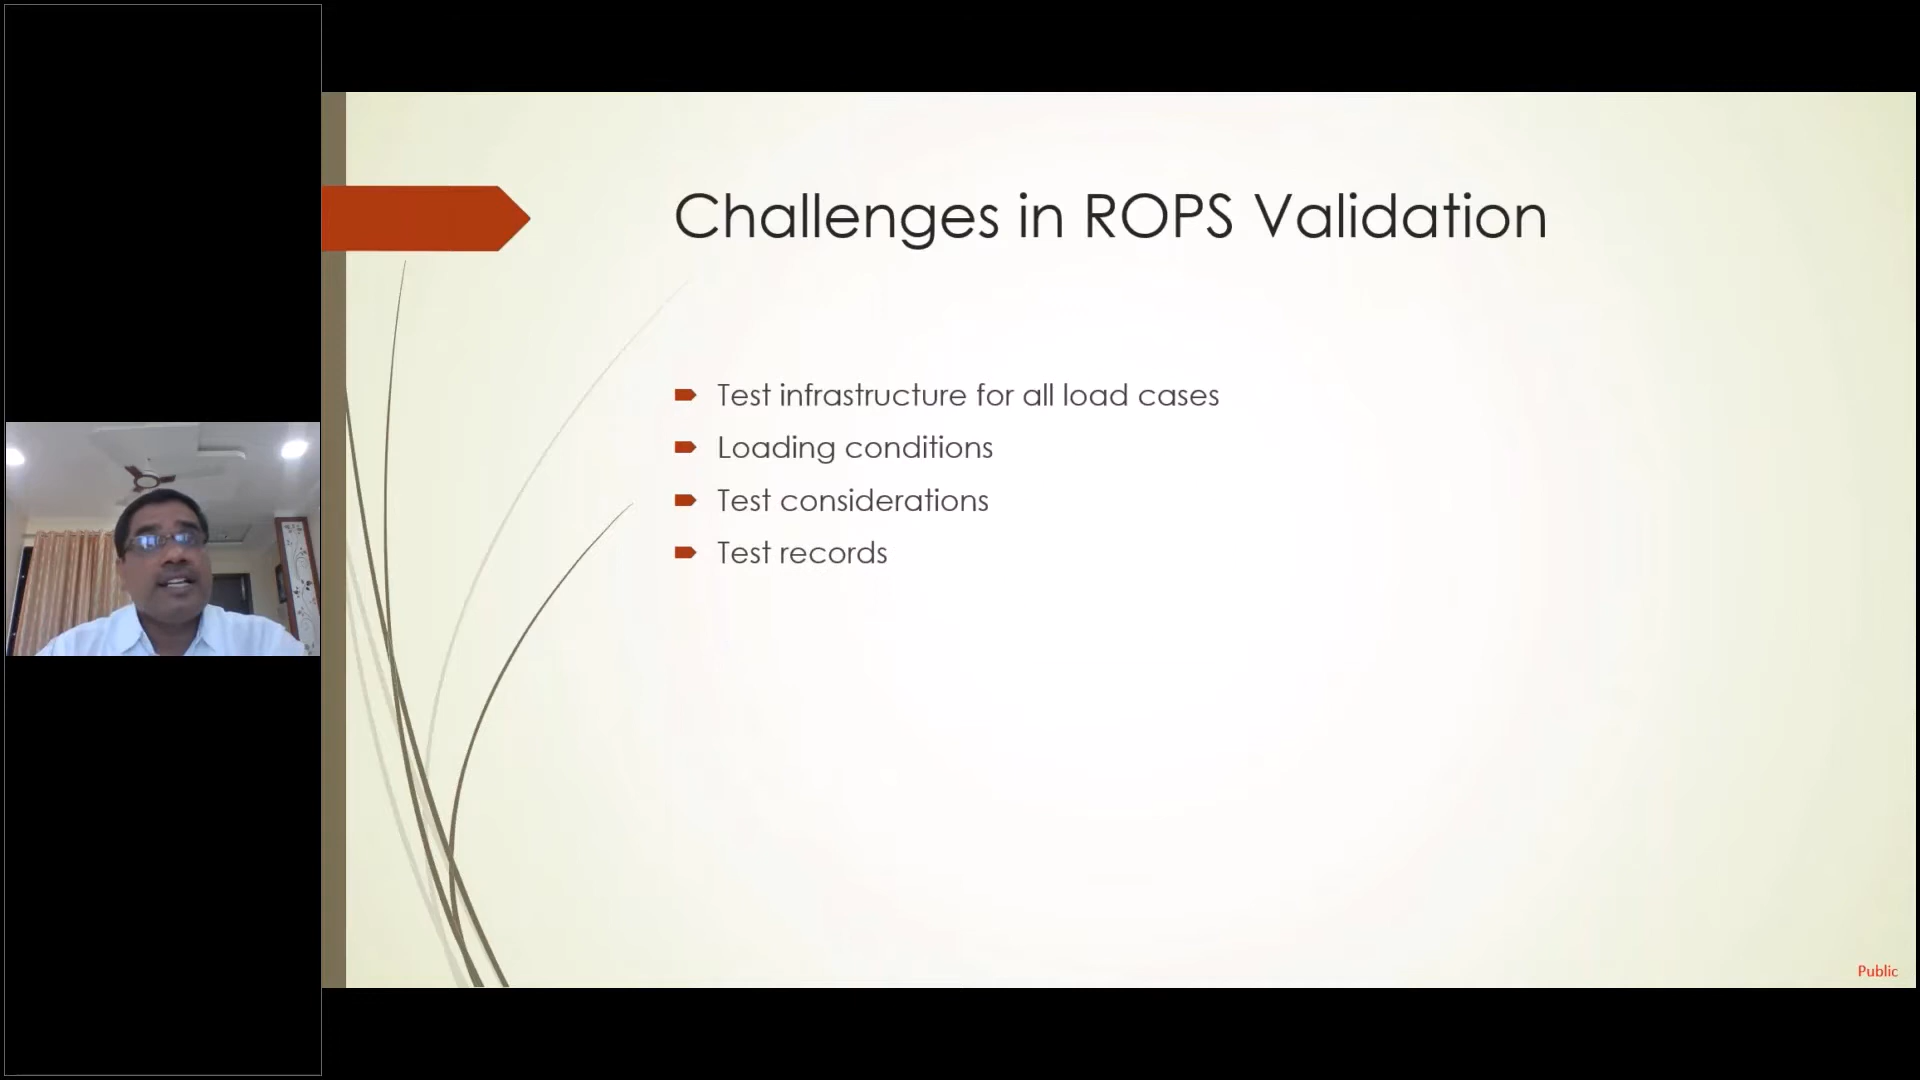 Challenges in ROPS Validation
Test infrastructure for all load cases
Loading conditions
Test considerations
Test records
Public